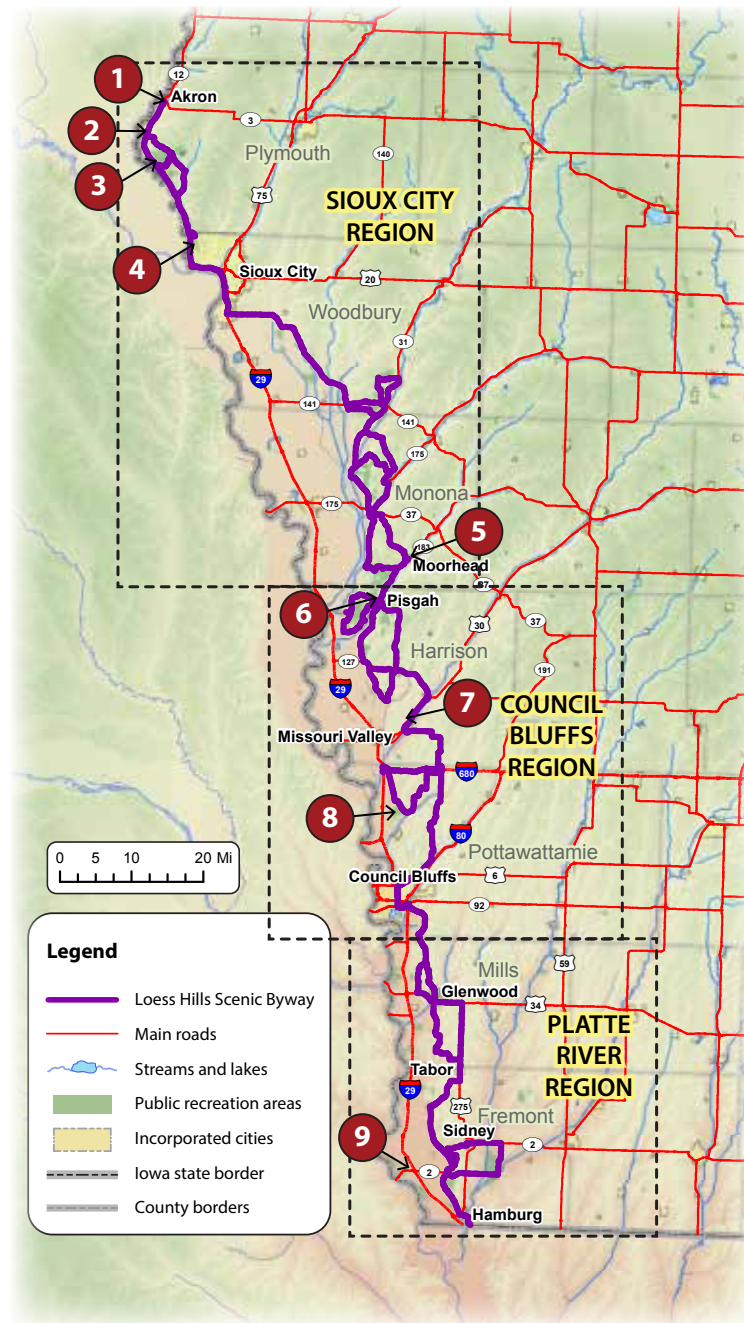 1
12
Akron
2
3
Plymouth
140
3
75
SIOUX CITY
REGION
4
Sioux City
20
Woodbury
31
29
141
141
175
Monona
175
37
5
183
Moorhead
37
6
Pisgah
30
37
Harrison
191
127
29
7
COUNCIL
BLUFFS
REGION
Missouri Valley
680
8
80
0 5 10 20 Mi
Pottawattamie
Council Bluffs
6
92
Legend
Loess Hills Scenic Byway
Main roads
Streams and lakes
Public recreation areas
Incorporated cities
Iowa state border
County borders
59
Mills
Glenwood
34
PLATTE
RIVER
REGION
Tabor
29
275
Fremont
9
Sidney
2
2
Hamburg